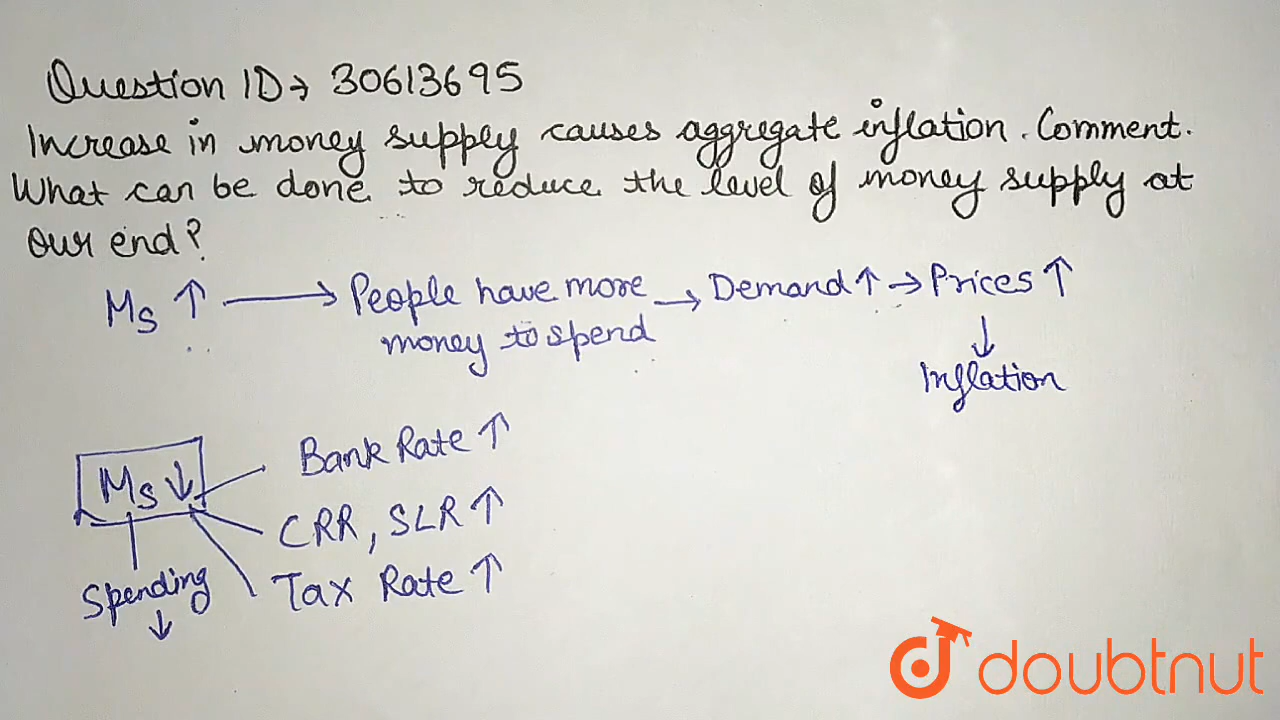 Question ID → 30613695
Increase in money supply causes aggregate inflation. Comment.
What can be done to reduce the level of money supply at
our end?
Ms ↑ → People have more money to spend → Demand ↑ → Prices ↑
↓
Inflation
Ms ↓
Bank Rate ↑
CRR, SLR ↑
Tax Rate ↑
Spending
↓
doubtnut